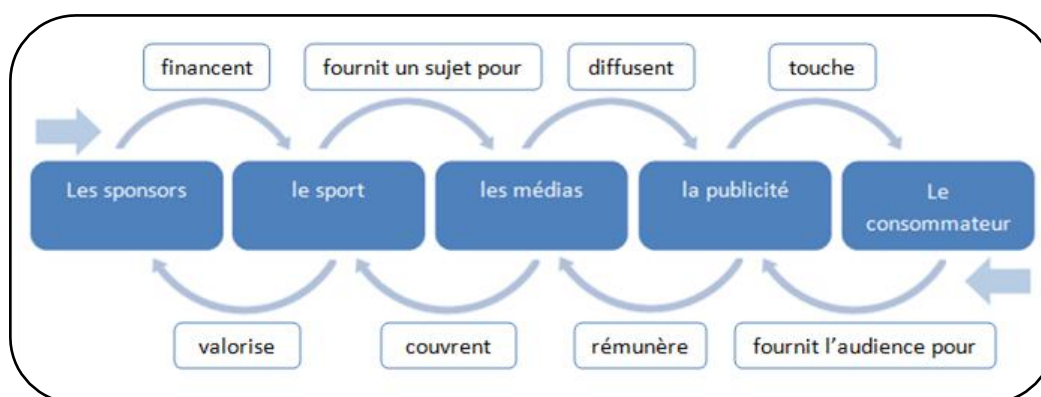 financent
fournit un sujet pour
diffusent
touche
Les sponsors
le sport
les médias
la publicité
Le
consommateur
valorise
couvrent
rémunère
fournit l'audience pour